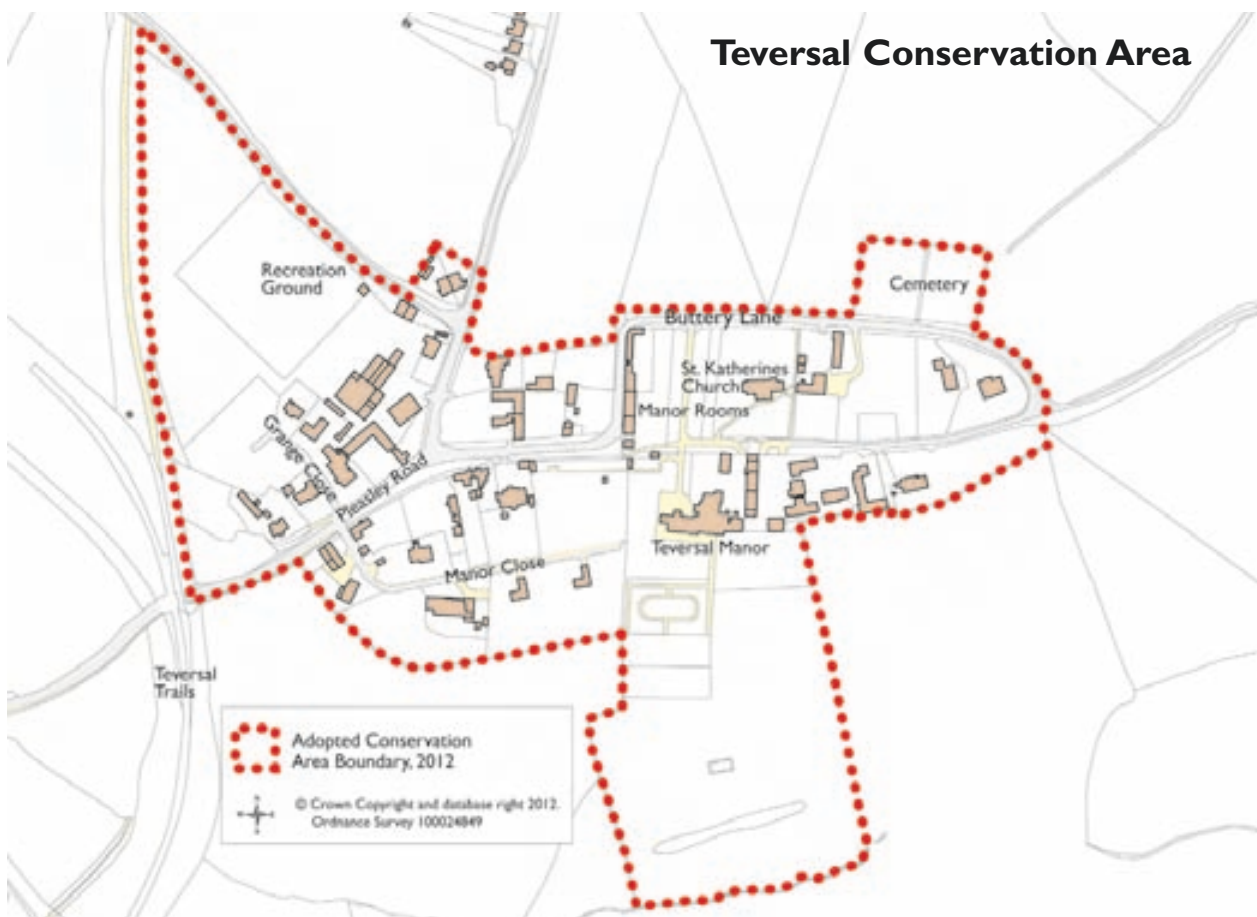 Teversal Conservation Area
Recreation
Ground
Cemetery
Buttery Lane
St. Katherines
Church
Manor Rooms
Grange Close
Pleasley Road
Teversal Manor
Manor Close
Teversal
Trails
Adopted Conservation
Area Boundary, 2012
© Crown Copyright and database right 2012.
Ordnance Survey 100024849